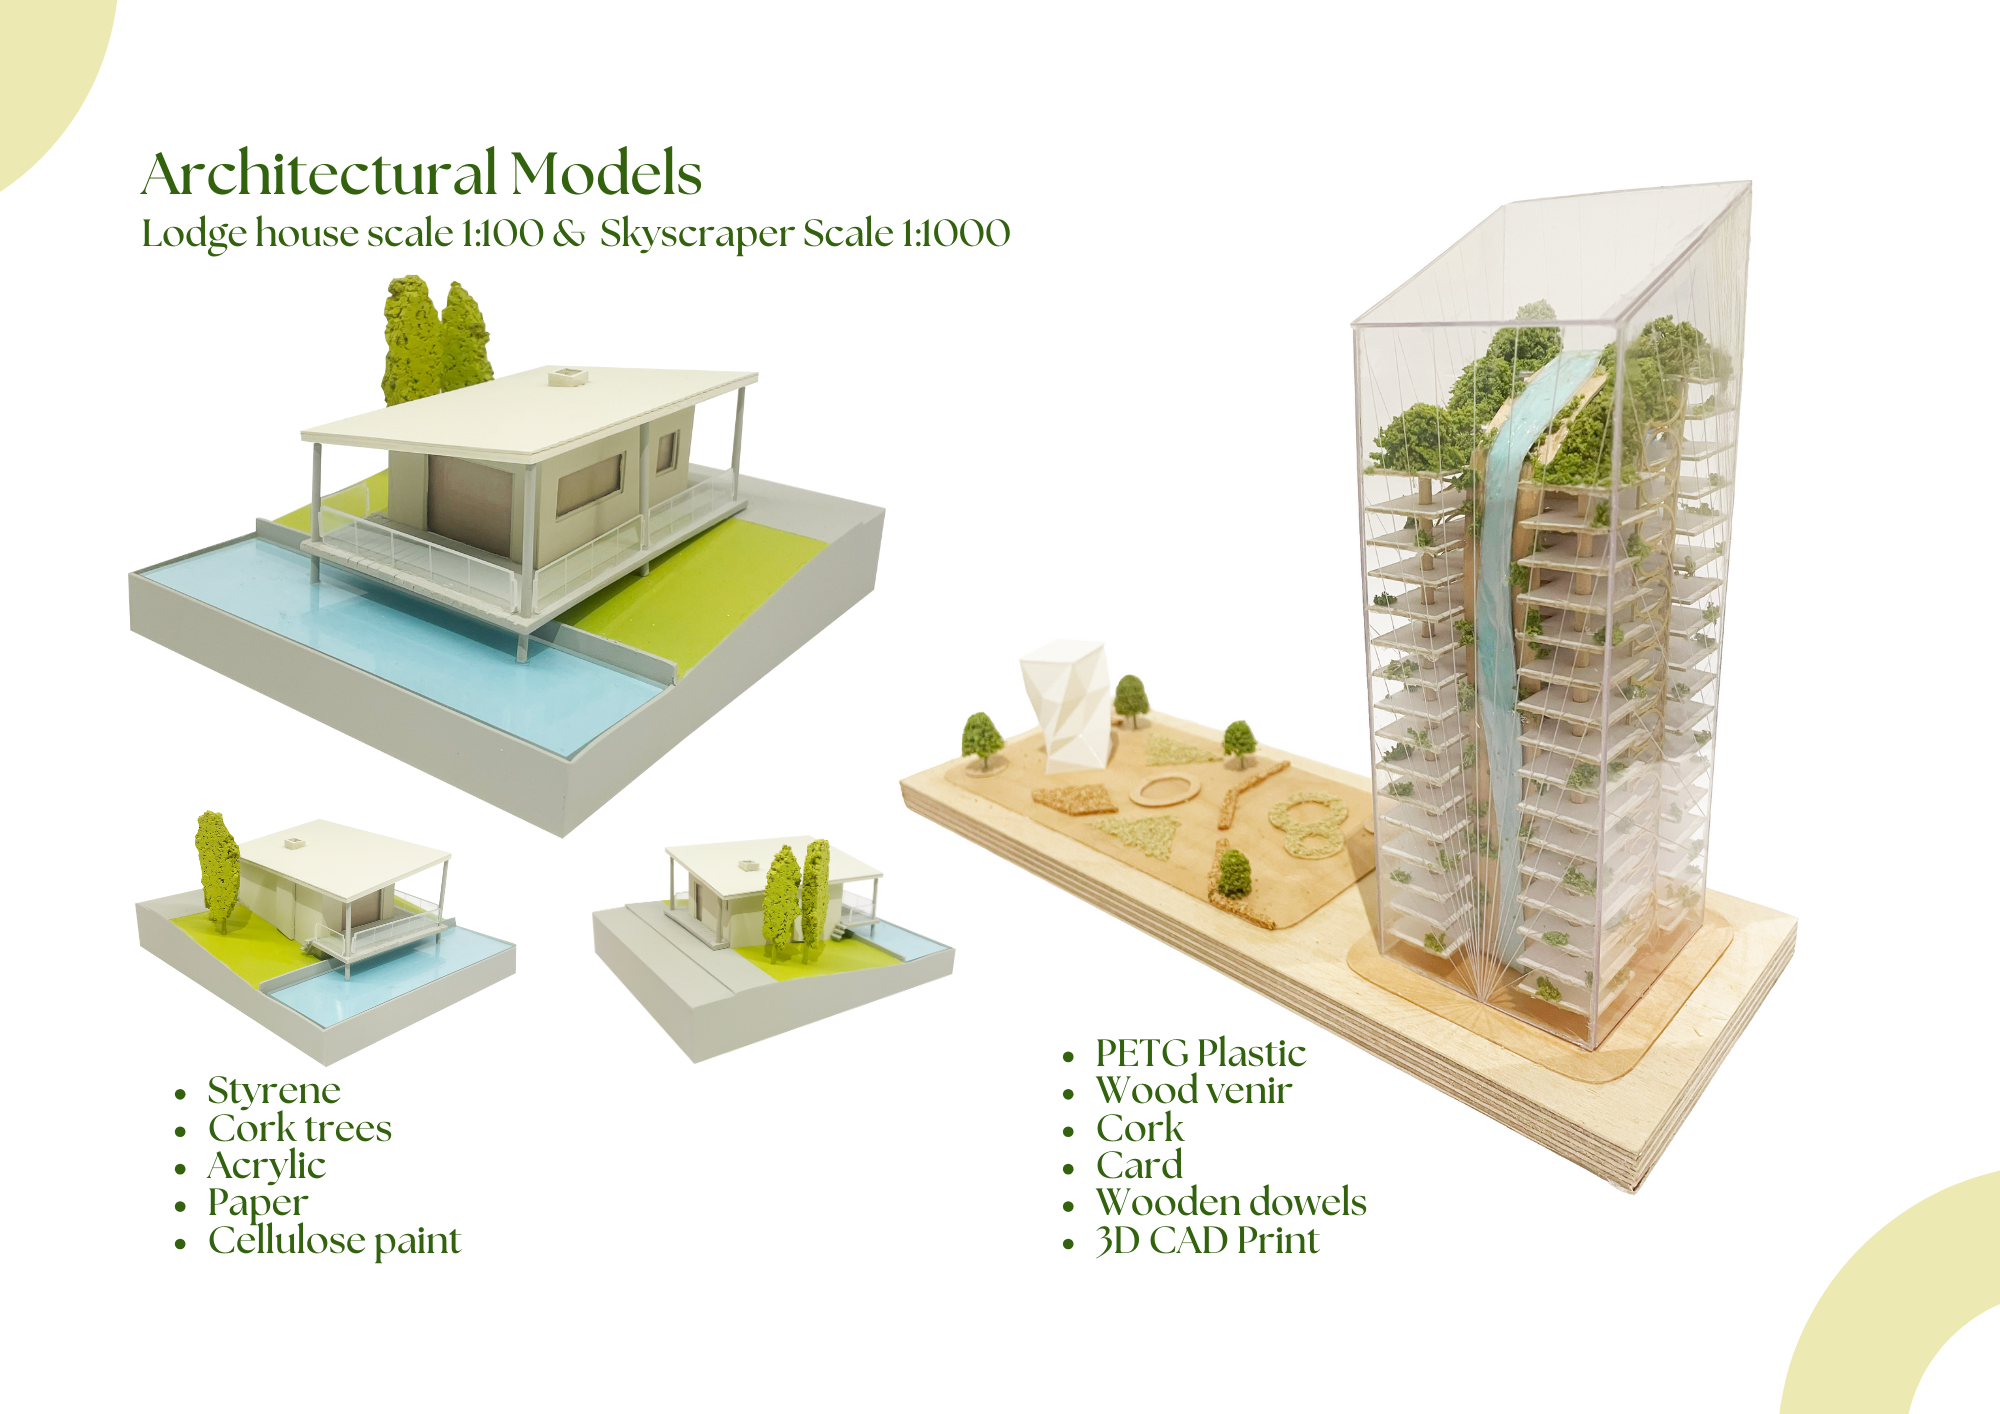 Architectural Models
Lodge house scale 1:100 & Skyscraper Scale 1:1000
• Styrene
• Cork trees
• Acrylic
• Paper
• Cellulose paint
• PETG Plastic
• Wood venir
• Cork
• Card
• Wooden dowels
• 3D CAD Print